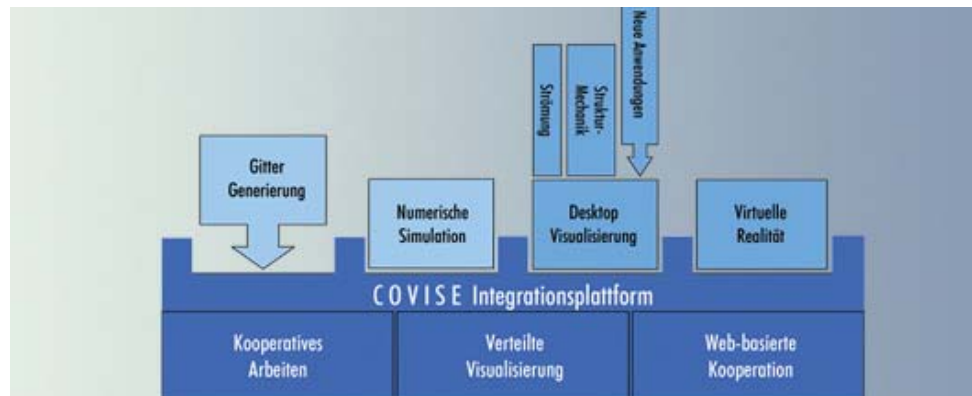 Neue Anwendungen
Strömung
Struktur-
Mechanik
Gitter
Generierung
Numerische
Simulation
Desktop
Visualisierung
Virtuelle
Realität
COVISE Integrationsplattform
Kooperatives
Arbeiten
Verteilte
Visualisierung
Web-basierte
Kooperation